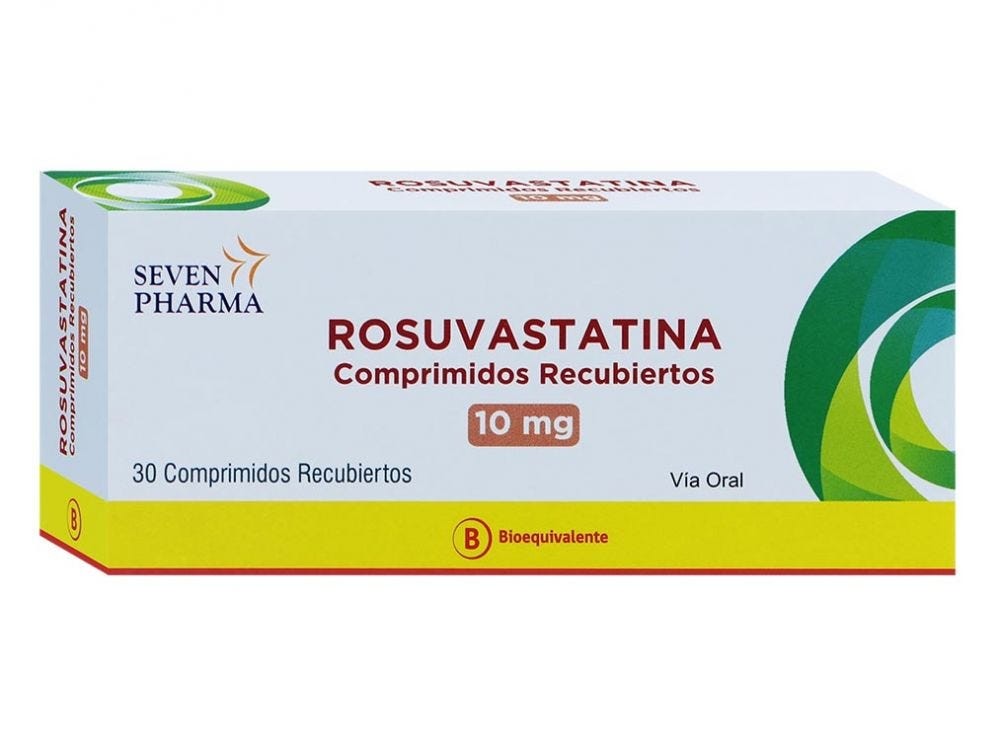 ROSUVASTATINA
Comprimidos Recubiertos
10 mg
ROSUVASTATINA
Comprimidos Recubiertos
10 mg
B
SEVEN
PHARMA
ROSUVASTATINA
Comprimidos Recubiertos
10 mg
30 Comprimidos Recubiertos
Vía Oral
B Bioequivalente